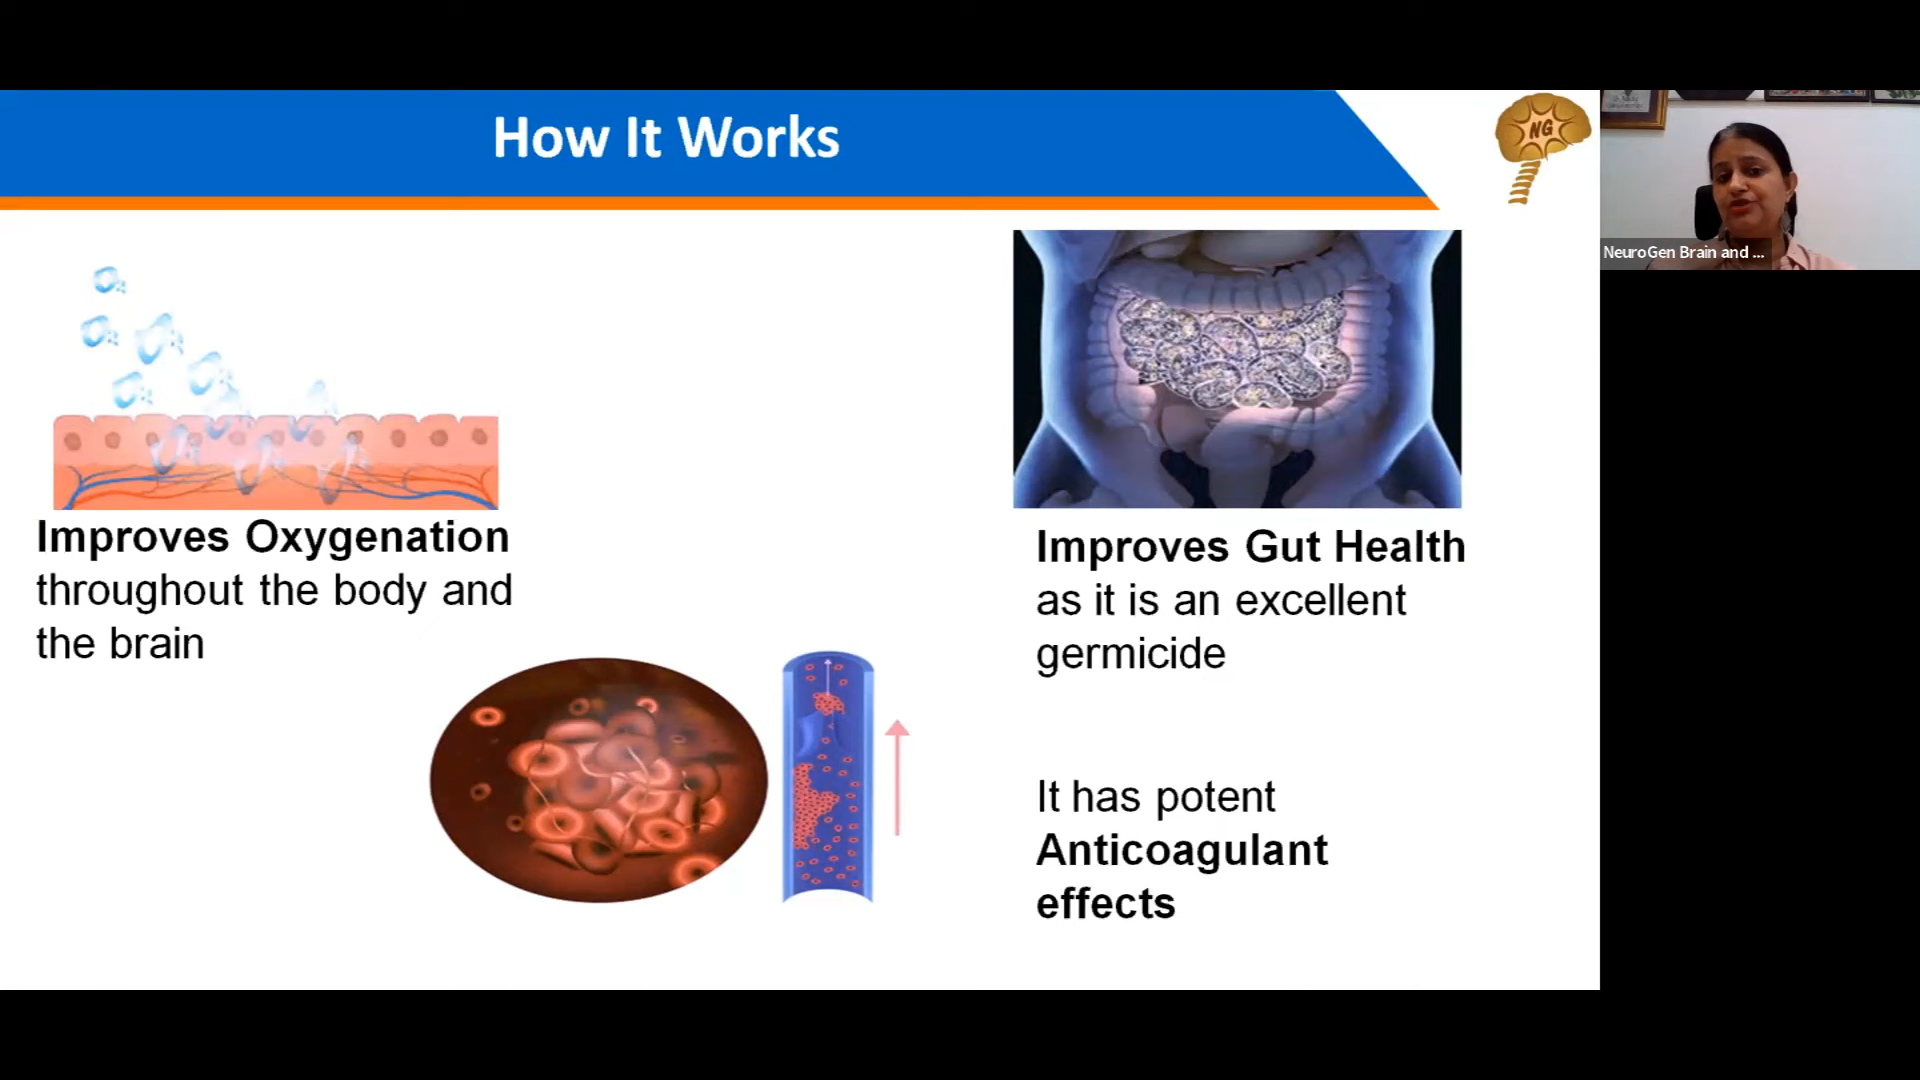 How It Works
NG
NeuroGen Brain and ...
Improves Oxygenation
throughout the body and
the brain
Improves Gut Health
as it is an excellent
germicide
It has potent
Anticoagulant
effects